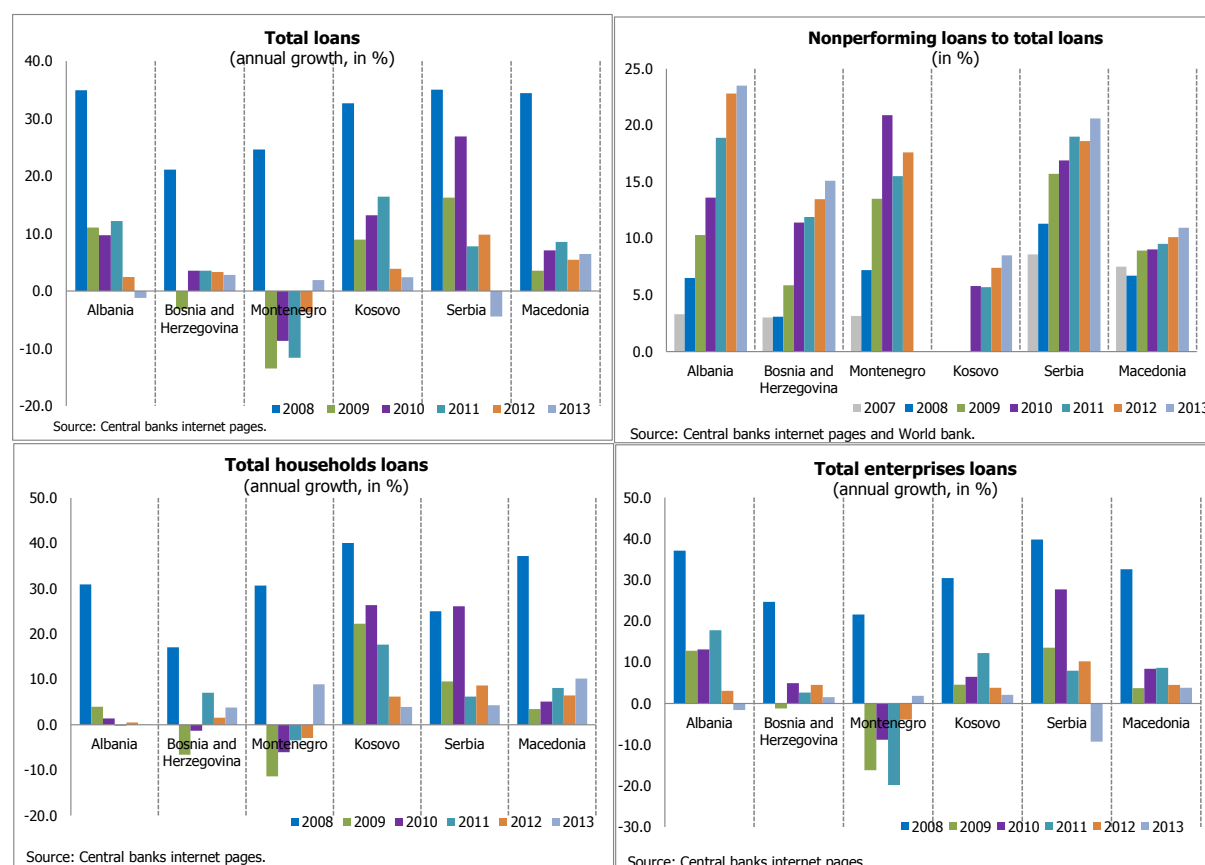 Total loans
(annual growth, in %)
40.0
30.0
20.0
10.0
0.0
-10.0
-20.0
Albania
Bosnia and
Herzegovina
Montenegro
Kosovo
Serbia
Macedonia
2008 2009 2010 2011 2012 2013
Source: Central banks internet pages.
Nonperforming loans to total loans
(in %)
25.0
20.0
15.0
10.0
5.0
0.0
Albania
Bosnia and
Herzegovina
Montenegro
Kosovo
Serbia
Macedonia
2007 2008 2009 2010 2011 2012 2013
Source: Central banks internet pages and World bank.
Total households loans
(annual growth, in %)
50.0
40.0
30.0
20.0
10.0
0.0
-10.0
-20.0
Albania
Bosnia and
Herzegovina
Montenegro
Kosovo
Serbia
Macedonia
2008 2009 2010 2011 2012 2013
Source: Central banks internet pages.
Total enterprises loans
(annual growth, in %)
50.0
40.0
30.0
20.0
10.0
0.0
-10.0
-20.0
-30.0
Albania
Bosnia and
Herzegovina
Montenegro
Kosovo
Serbia
Macedonia
2008 2009 2010 2011 2012 2013
Source: Central banks internet pages